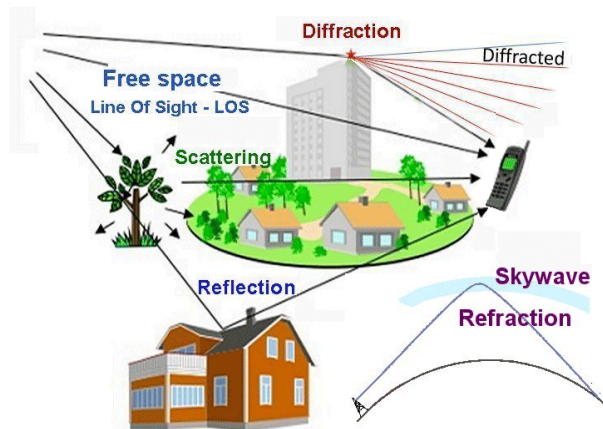 Diffraction
Diffracted
Free space
Line Of Sight - LOS
Scattering
Reflection
Skywave
Refraction